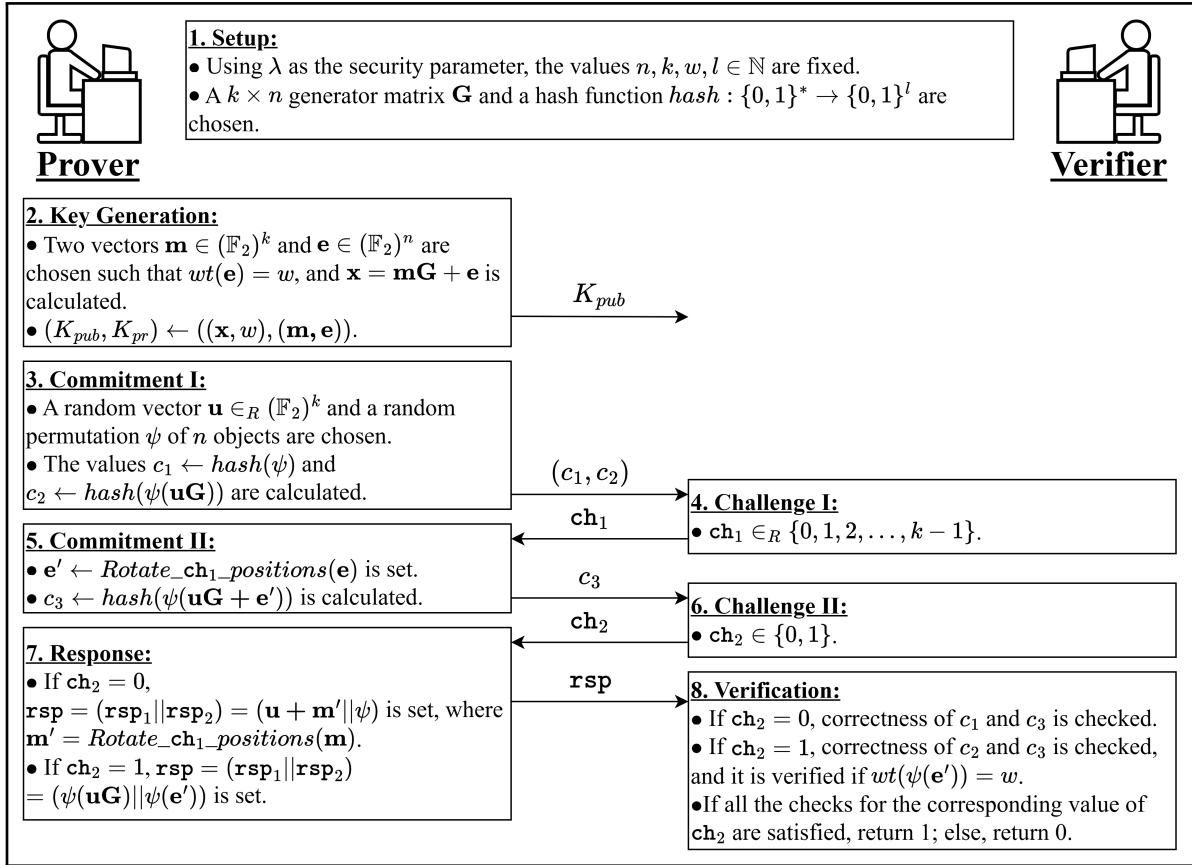 1. Setup:
• Using λ as the security parameter, the values n, k, w, l ∈ ℕ are fixed.
• A k × n generator matrix G and a hash function hash : {0, 1}* → {0, 1}^l are
chosen.
Prover
Verifier
2. Key Generation:
• Two vectors m ∈ (𝔽₂)^k and e ∈ (𝔽₂)^n are
chosen such that wt(e) = w, and x = mG + e is
calculated.
• (K_pub, K_pr) ← ((x, w), (m, e)).
K_pub
3. Commitment I:
• A random vector u ∈_R (𝔽₂)^k and a random
permutation ψ of n objects are chosen.
• The values c₁ ← hash(ψ) and
c₂ ← hash(ψ(uG)) are calculated.
(c₁, c₂)
4. Challenge I:
• ch₁ ∈_R {0, 1, 2, …, k − 1}.
ch₁
5. Commitment II:
• e′ ← Rotate_ch₁_positions(e) is set.
• c₃ ← hash(ψ(uG + e′)) is calculated.
c₃
6. Challenge II:
• ch₂ ∈ {0, 1}.
ch₂
7. Response:
• If ch₂ = 0,
rsp = (rsp₁||rsp₂) = (u + m′||ψ) is set, where
m′ = Rotate_ch₁_positions(m).
• If ch₂ = 1, rsp = (rsp₁||rsp₂)
= (ψ(uG)||ψ(e′)) is set.
rsp
8. Verification:
• If ch₂ = 0, correctness of c₁ and c₃ is checked.
• If ch₂ = 1, correctness of c₂ and c₃ is checked,
and it is verified if wt(ψ(e′)) = w.
•If all the checks for the corresponding value of
ch₂ are satisfied, return 1; else, return 0.